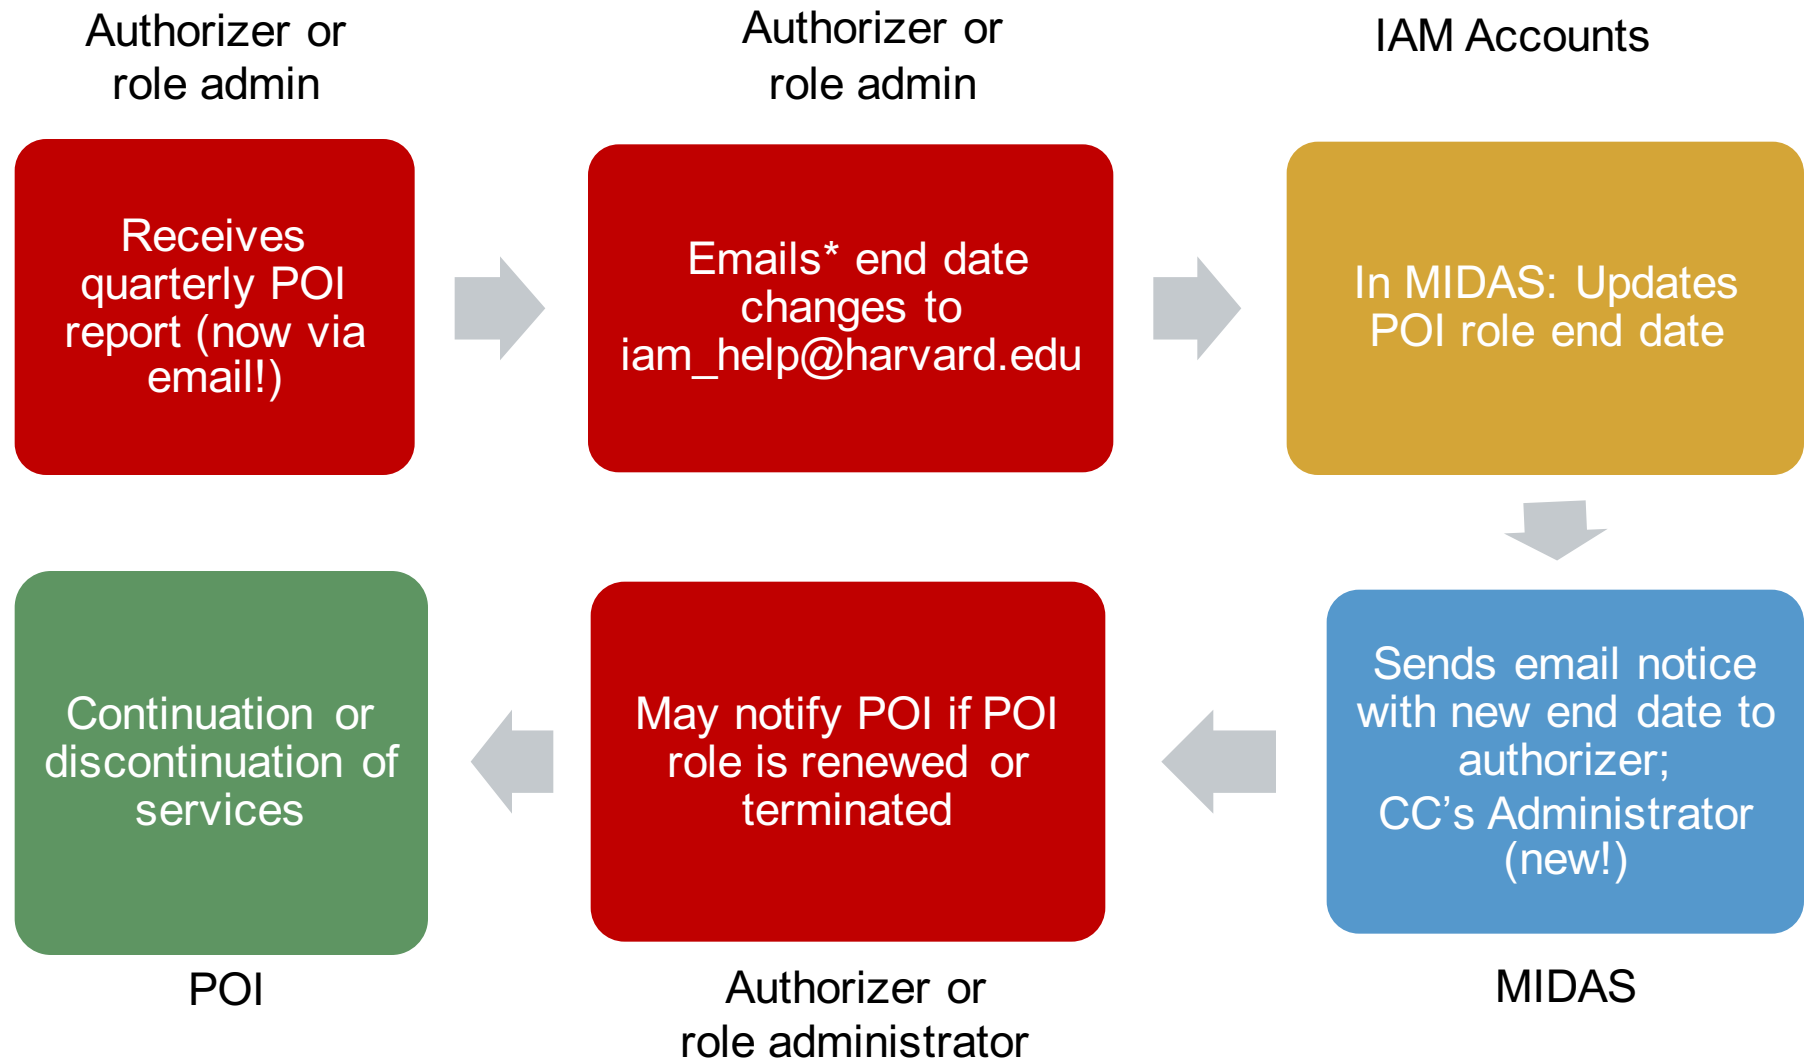 Authorizer or
role admin
Authorizer or
role admin
IAM Accounts
Receives
quarterly POI
report (now via
email!)
Emails* end date
changes to
iam_help@harvard.edu
In MIDAS: Updates
POI role end date
Continuation or
discontinuation of
services
May notify POI if POI
role is renewed or
terminated
Sends email notice
with new end date to
authorizer;
CC’s Administrator
(new!)
POI
Authorizer or
role administrator
MIDAS